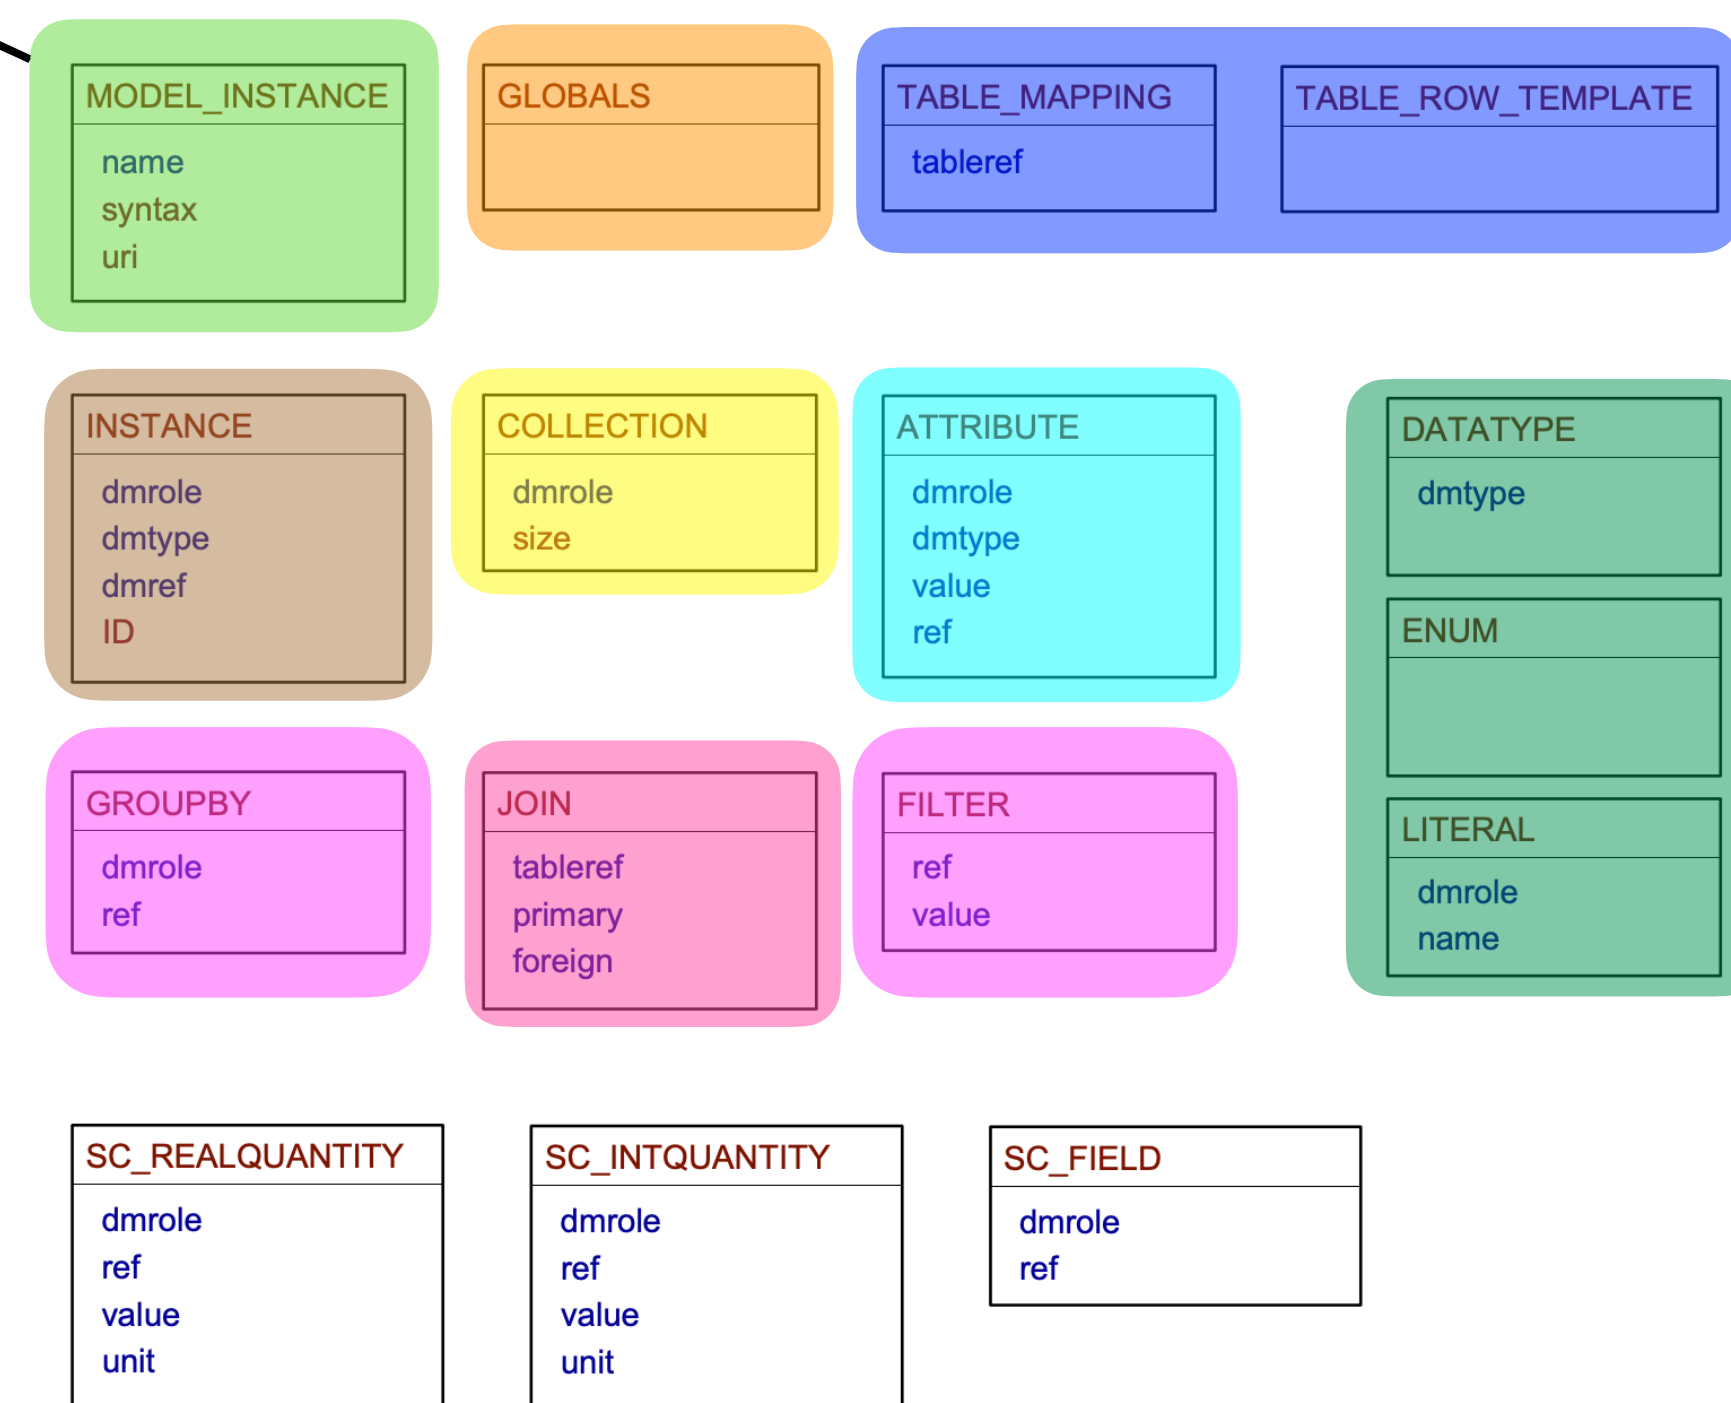 MODEL_INSTANCE
name
syntax
uri
GLOBALS
TABLE_MAPPING
tableref
TABLE_ROW_TEMPLATE
INSTANCE
dmrole
dmtype
dmref
ID
COLLECTION
dmrole
size
ATTRIBUTE
dmrole
dmtype
value
ref
DATATYPE
dmtype
ENUM
LITERAL
dmrole
name
GROUPBY
dmrole
ref
JOIN
tableref
primary
foreign
FILTER
ref
value
SC_REALQUANTITY
dmrole
ref
value
unit
SC_INTQUANTITY
dmrole
ref
value
unit
SC_FIELD
dmrole
ref